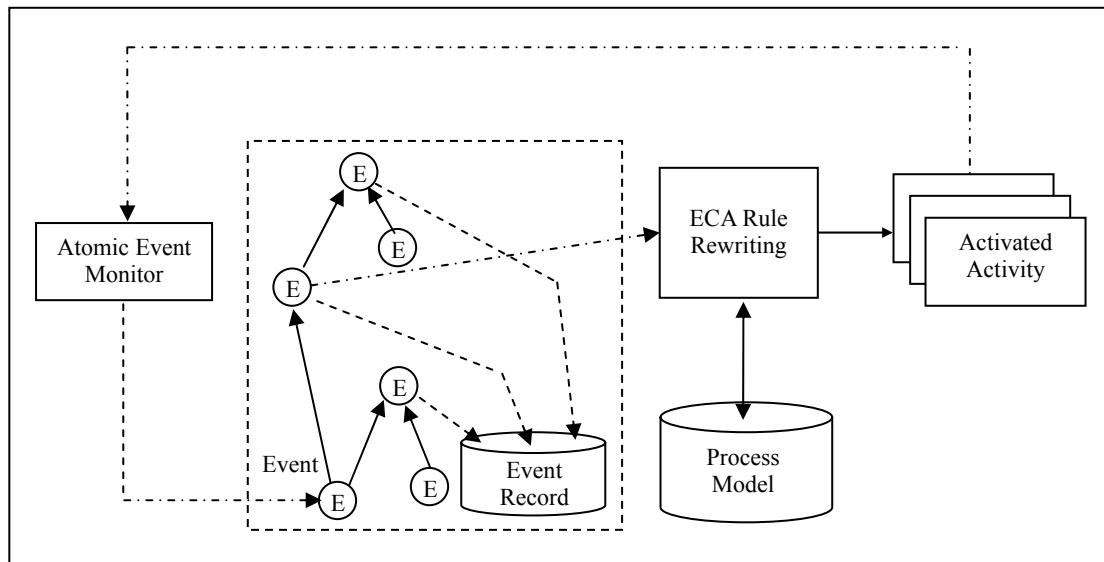 E
ECA Rule
Rewriting
Activated
Activity
Atomic Event
Monitor
E
E
E
Event
Event
Record
E
E
Process
Model